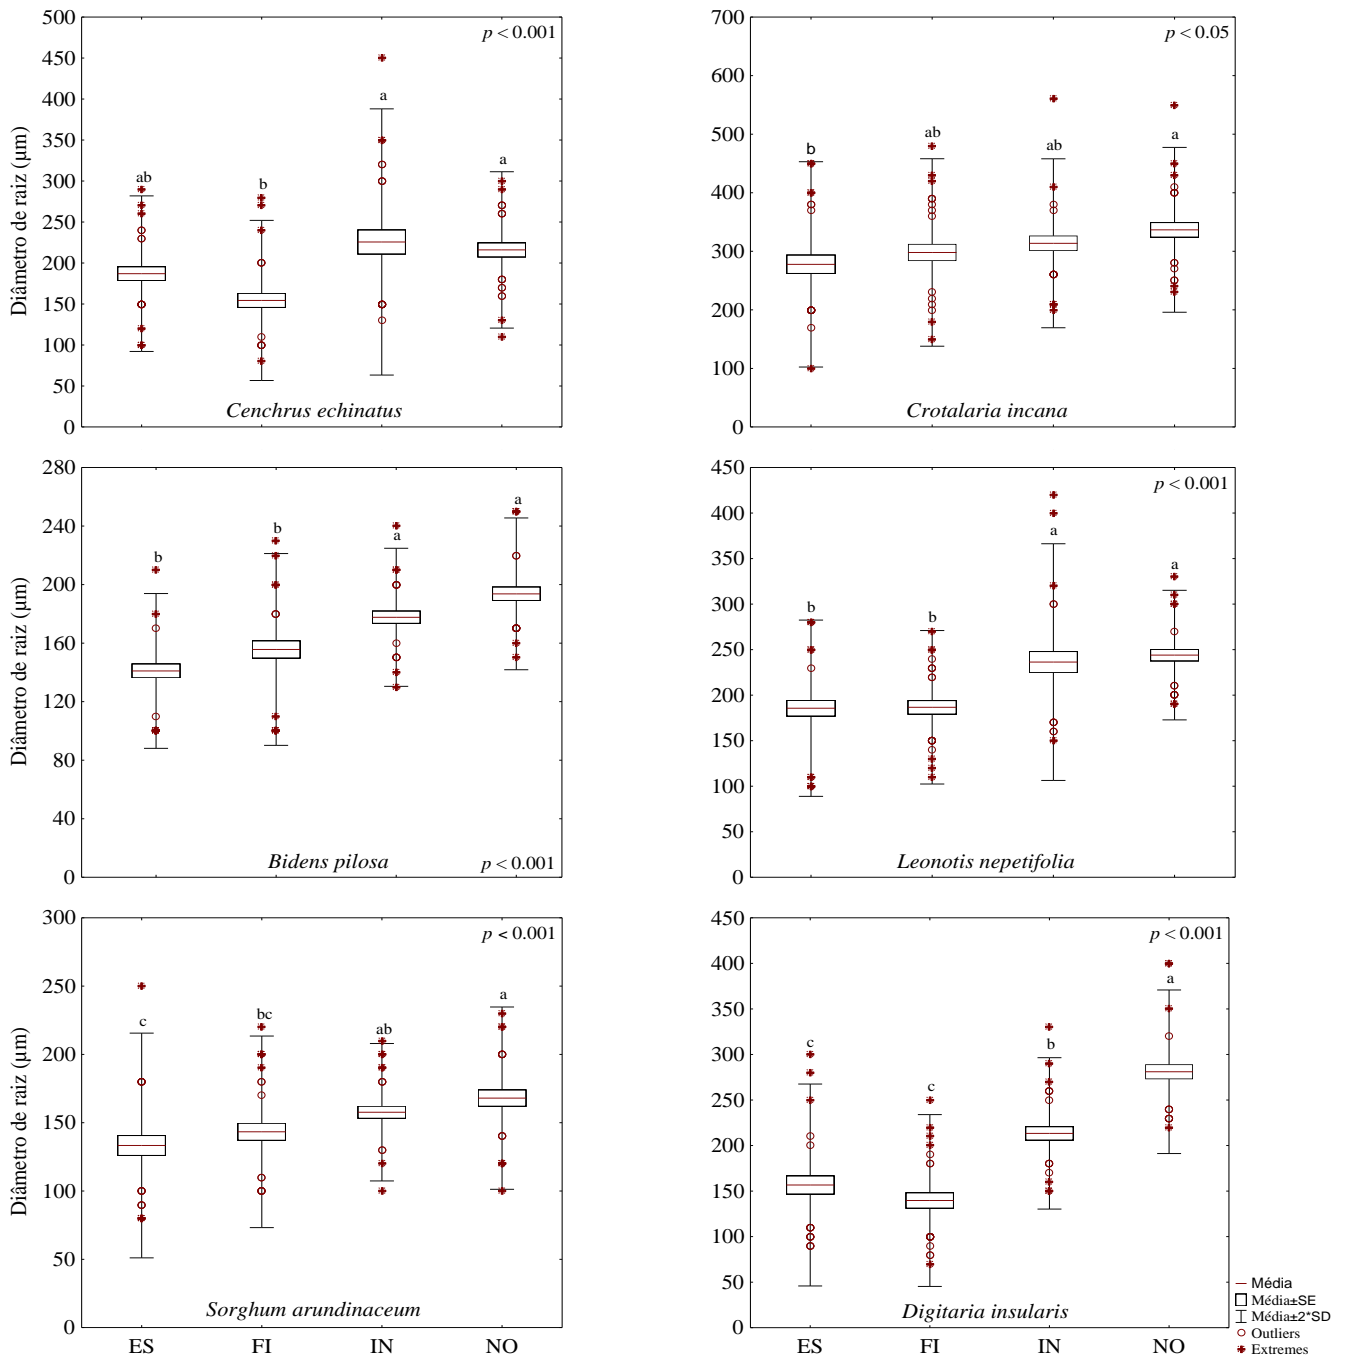 500
450
400
350
300
250
200
150
100
50
0
Diâmetro de raiz (µm)
p < 0.001
ab
b
a
a
Cenchrus echinatus
700
600
500
400
300
200
100
0
p < 0.05
b
ab
ab
a
Crotalaria incana
280
240
200
160
120
80
40
0
Diâmetro de raiz (µm)
b
b
a
a
Bidens pilosa
p < 0.001
450
400
350
300
250
200
150
100
50
0
p < 0.001
b
b
a
a
Leonotis nepetifolia
300
250
200
150
100
50
0
Diâmetro de raiz (µm)
p < 0.001
c
bc
ab
a
Sorghum arundinaceum
ES FI IN NO
450
400
350
300
250
200
150
100
50
0
p < 0.001
c
c
b
a
Digitaria insularis
ES FI IN NO
Média
Média±SE
Média±2*SD
Outliers
Extremes